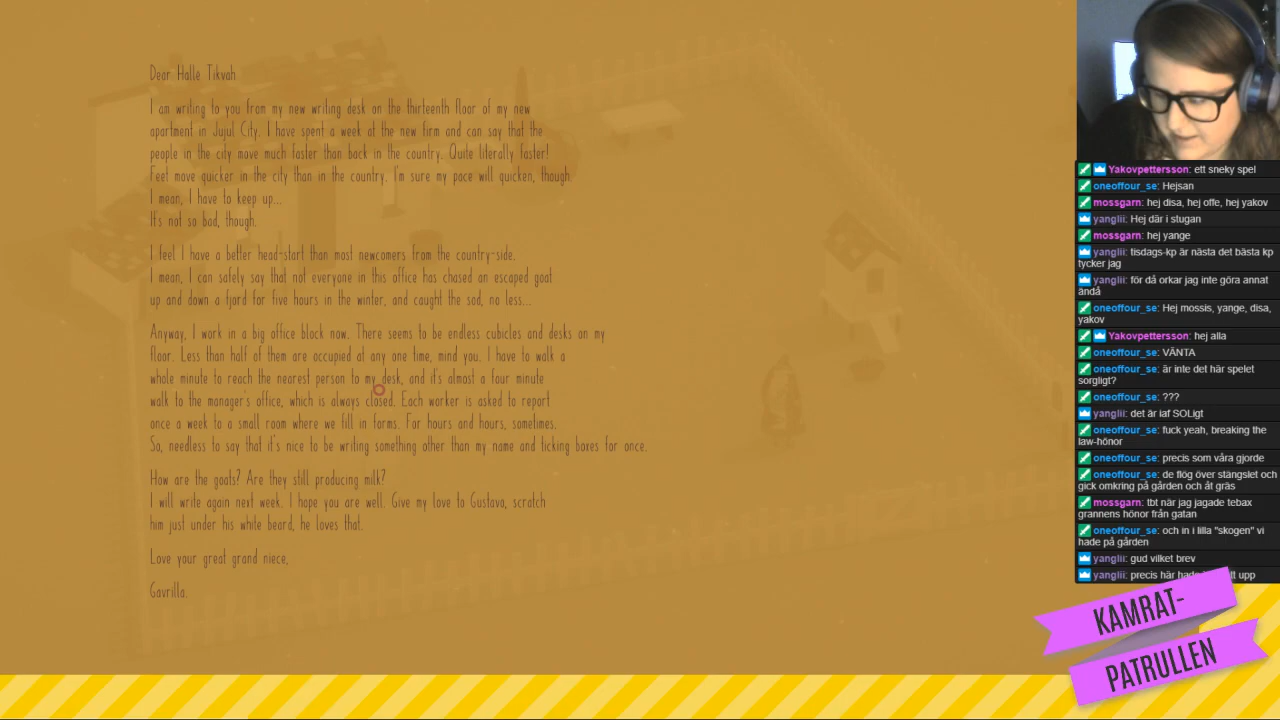 Dear Halle Tikvah
I am writing to you from my new writing desk on the thirteenth floor of my new
apartment in Jujul City. I have spent a week at the new firm and can say that the
people in the city move much faster than back in the country. Quite literally faster!
Feet move quicker in the city than in the country. I'm sure my pace will quicken, though.
I mean, I have to keep up...
It's not so bad, though.
I feel I have a better head-start than most newcomers from the country-side.
I mean, I can safely say that not everyone in this office has chased an escaped goat
up and down a fjord for five hours in the winter, and caught the sod, no less...
Anyway, I work in a big office block now. There seems to be endless cubicles and desks on my
floor. Less than half of them are occupied at any one time, mind you. I have to walk a
whole minute to reach the nearest person to my desk, and it's almost a four minute
walk to the manager's office, which is always closed. Each worker is asked to report
once a week to a small room where we fill in forms. For hours and hours, sometimes.
So, needless to say that it's nice to be writing something other than my name and ticking boxes for once.
How are the goats? Are they still producing milk?
I will write again next week. I hope you are well. Give my love to Gustavo, scratch
him just under his white beard, he loves that.
Love your great grand niece,
Gavrilla.
Yakovpettersson: ett sneky spel
oneoffour_se: Hejsan
mossgarn: hej disa, hej offe, hej yakov
yanglii: Hej där i stugan
mossgarn: hej yange
yanglii: tisdags-kp är nästa det bästa kp
tycker jag
yanglii: för då orkar jag inte göra annat
ändå
oneoffour_se: Hej mossis, yange, disa,
yakov
Yakovpettersson: hej alla
oneoffour_se: VÄNTA
oneoffour_se: är inte det här spelet
sorgligt?
oneoffour_se: ???
yanglii: det är iaf SOLigt
oneoffour_se: fuck yeah, breaking the
law-hönor
oneoffour_se: precis som våra gjorde
oneoffour_se: de flög över stängslet och
gick omkring på gården och åt gräs
mossgarn: tbt när jag jagade tebax
grannens hönor från gatan
oneoffour_se: och in i lilla "skogen" vi
hade på gården
yanglii: gud vilket brev
yanglii: precis här upp
KAMRAT-
PATRULLEN